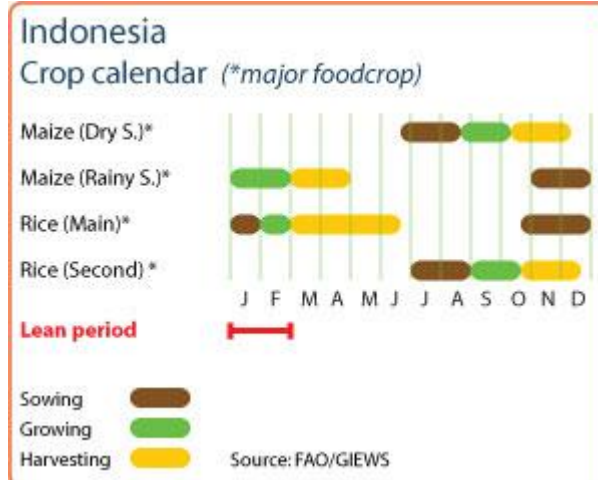 Indonesia
Crop calendar (*major foodcrop)
Maize (Dry S.)*
Maize (Rainy S.)*
Rice (Main)*
Rice (Second) *
J F M A M J J A S O N D
Lean period
Sowing
Growing
Harvesting
Source: FAO/GIEWS